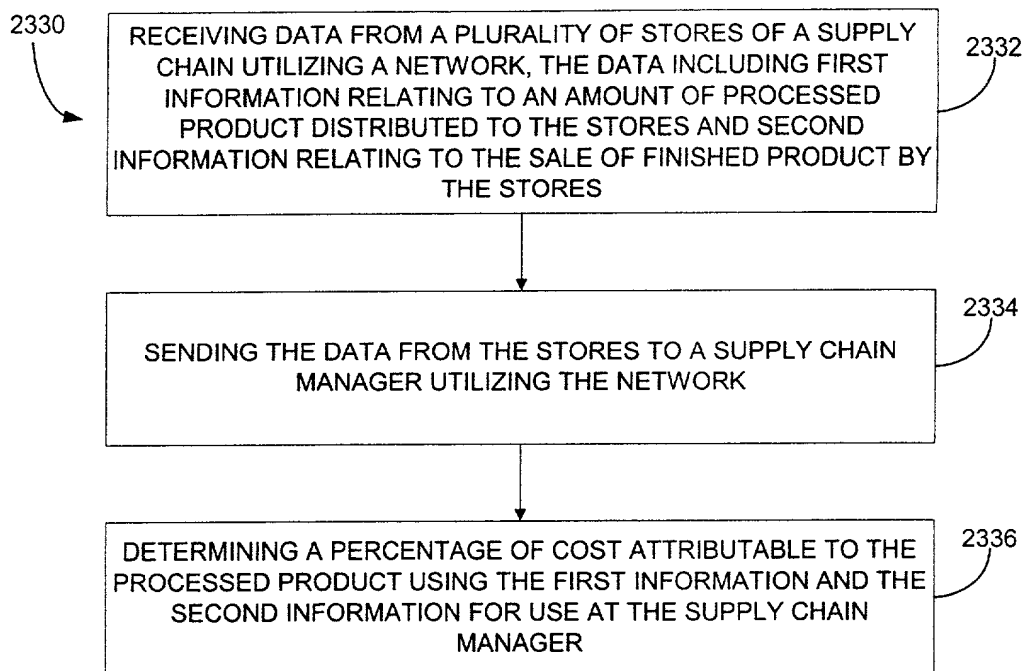 2330
RECEIVING DATA FROM A PLURALITY OF STORES OF A SUPPLY
CHAIN UTILIZING A NETWORK, THE DATA INCLUDING FIRST
INFORMATION RELATING TO AN AMOUNT OF PROCESSED
PRODUCT DISTRIBUTED TO THE STORES AND SECOND
INFORMATION RELATING TO THE SALE OF FINISHED PRODUCT BY
THE STORES
2332
SENDING THE DATA FROM THE STORES TO A SUPPLY CHAIN
MANAGER UTILIZING THE NETWORK
2334
DETERMINING A PERCENTAGE OF COST ATTRIBUTABLE TO THE
PROCESSED PRODUCT USING THE FIRST INFORMATION AND THE
SECOND INFORMATION FOR USE AT THE SUPPLY CHAIN
MANAGER
2336